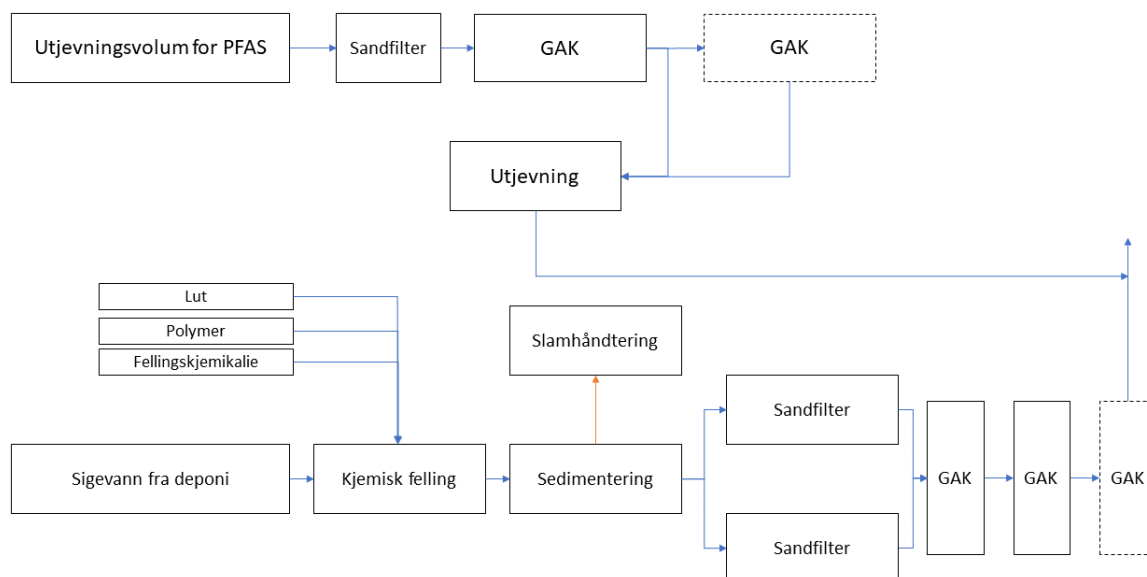 Utjevningsvolum for PFAS
Sandfilter
GAK
GAK
Utjevning
Lut
Polymer
Fellingskjemikalie
Slamhåndtering
Sigevann fra deponi
Kjemisk felling
Sedimentering
Sandfilter
Sandfilter
GAK
GAK
GAK